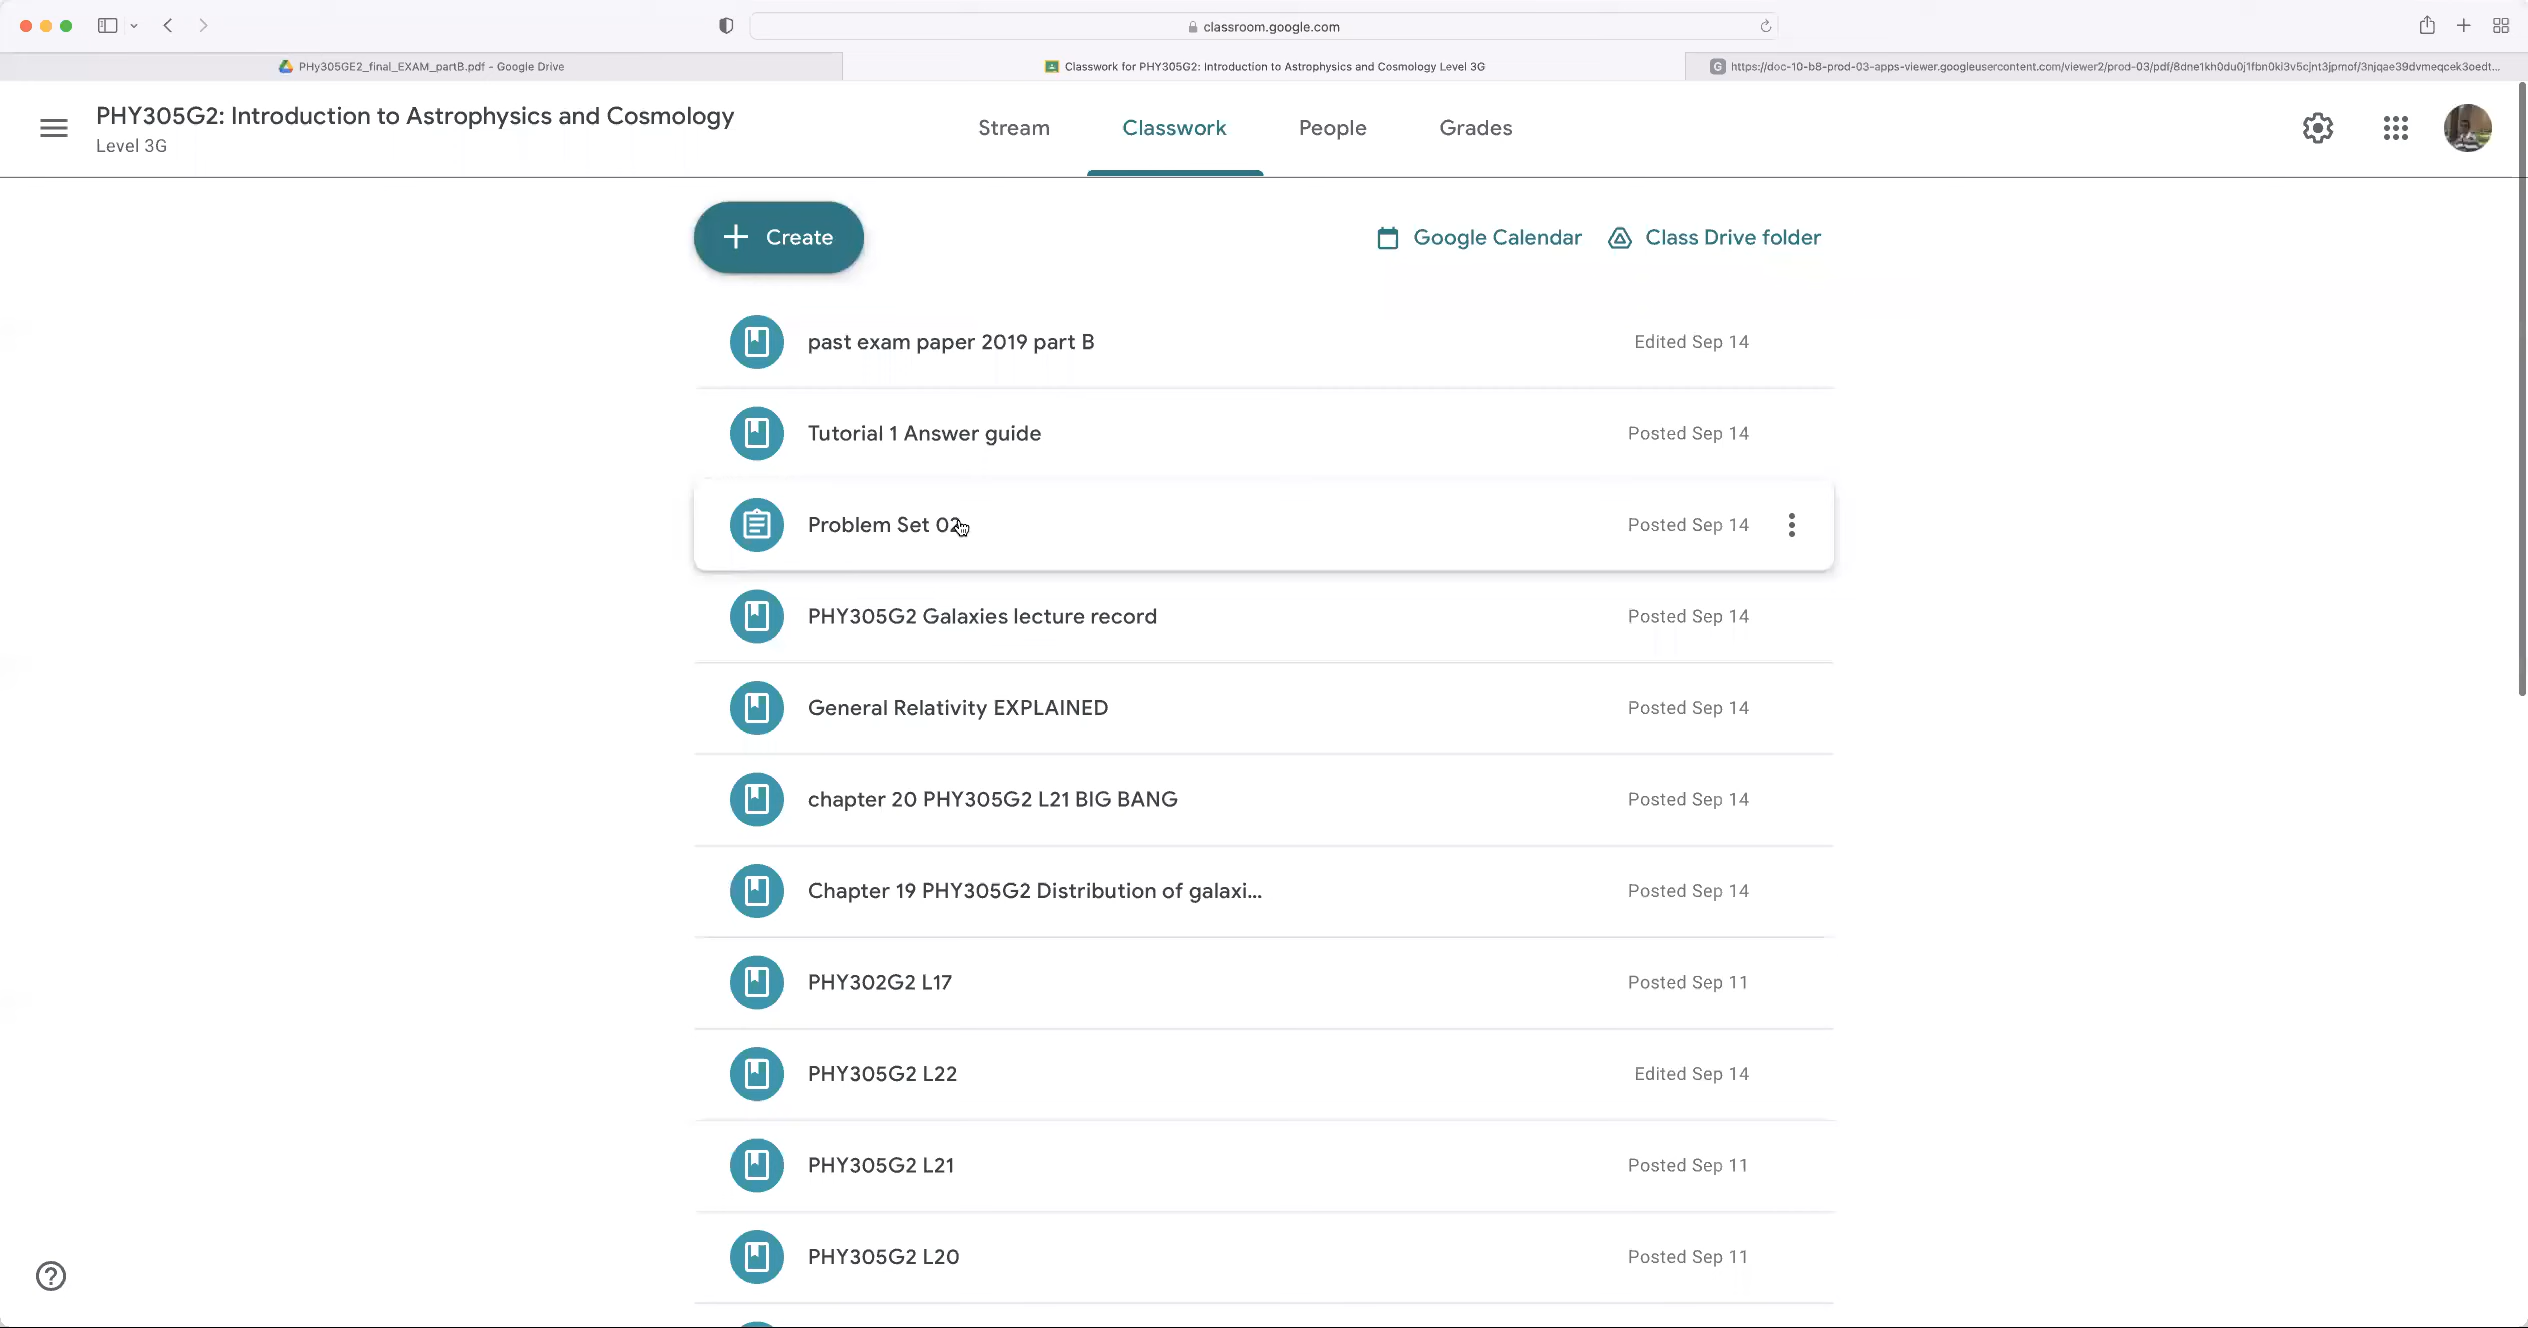 classroom.google.com
PHy305GE2_final_EXAM_partB.pdf - Google Drive
Classwork for PHY305G2: Introduction to Astrophysics and Cosmology Level 3G
PHY305G2: Introduction to Astrophysics and Cosmology
Level 3G
Stream
Classwork
People
Grades
Create
Google Calendar
Class Drive folder
past exam paper 2019 part B
Edited Sep 14
Tutorial 1 Answer guide
Posted Sep 14
Problem Set 02
Posted Sep 14
PHY305G2 Galaxies lecture record
Posted Sep 14
General Relativity EXPLAINED
Posted Sep 14
chapter 20 PHY305G2 L21 BIG BANG
Posted Sep 14
Chapter 19 PHY305G2 Distribution of galaxi...
Posted Sep 14
PHY302G2 L17
Posted Sep 11
PHY305G2 L22
Edited Sep 14
PHY305G2 L21
Posted Sep 11
PHY305G2 L20
Posted Sep 11